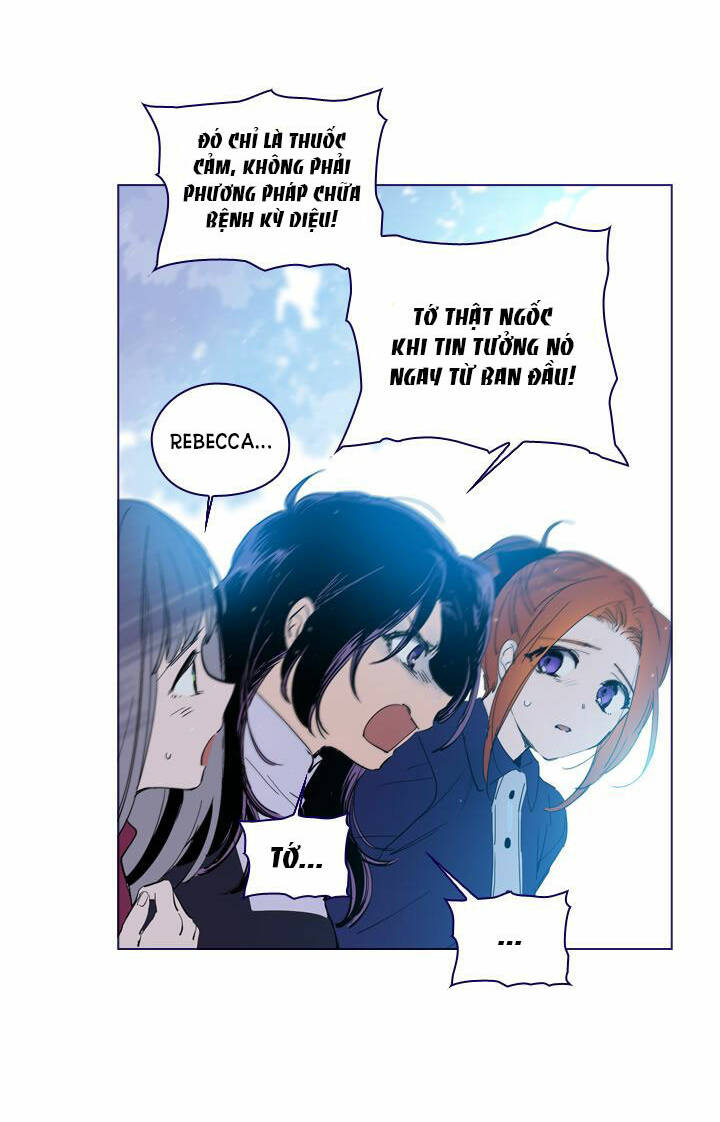 ĐÓ CHỈ LÀ THUỐC
CẢM, KHÔNG PHẢI
PHƯƠNG PHÁP CHỮA
BỆNH KỲ DIỆU!
TỚ THẬT NGỐC
KHI TIN TƯỞNG NÓ
NGAY TỪ BAN ĐẦU!
REBECCA...
TỚ...
...